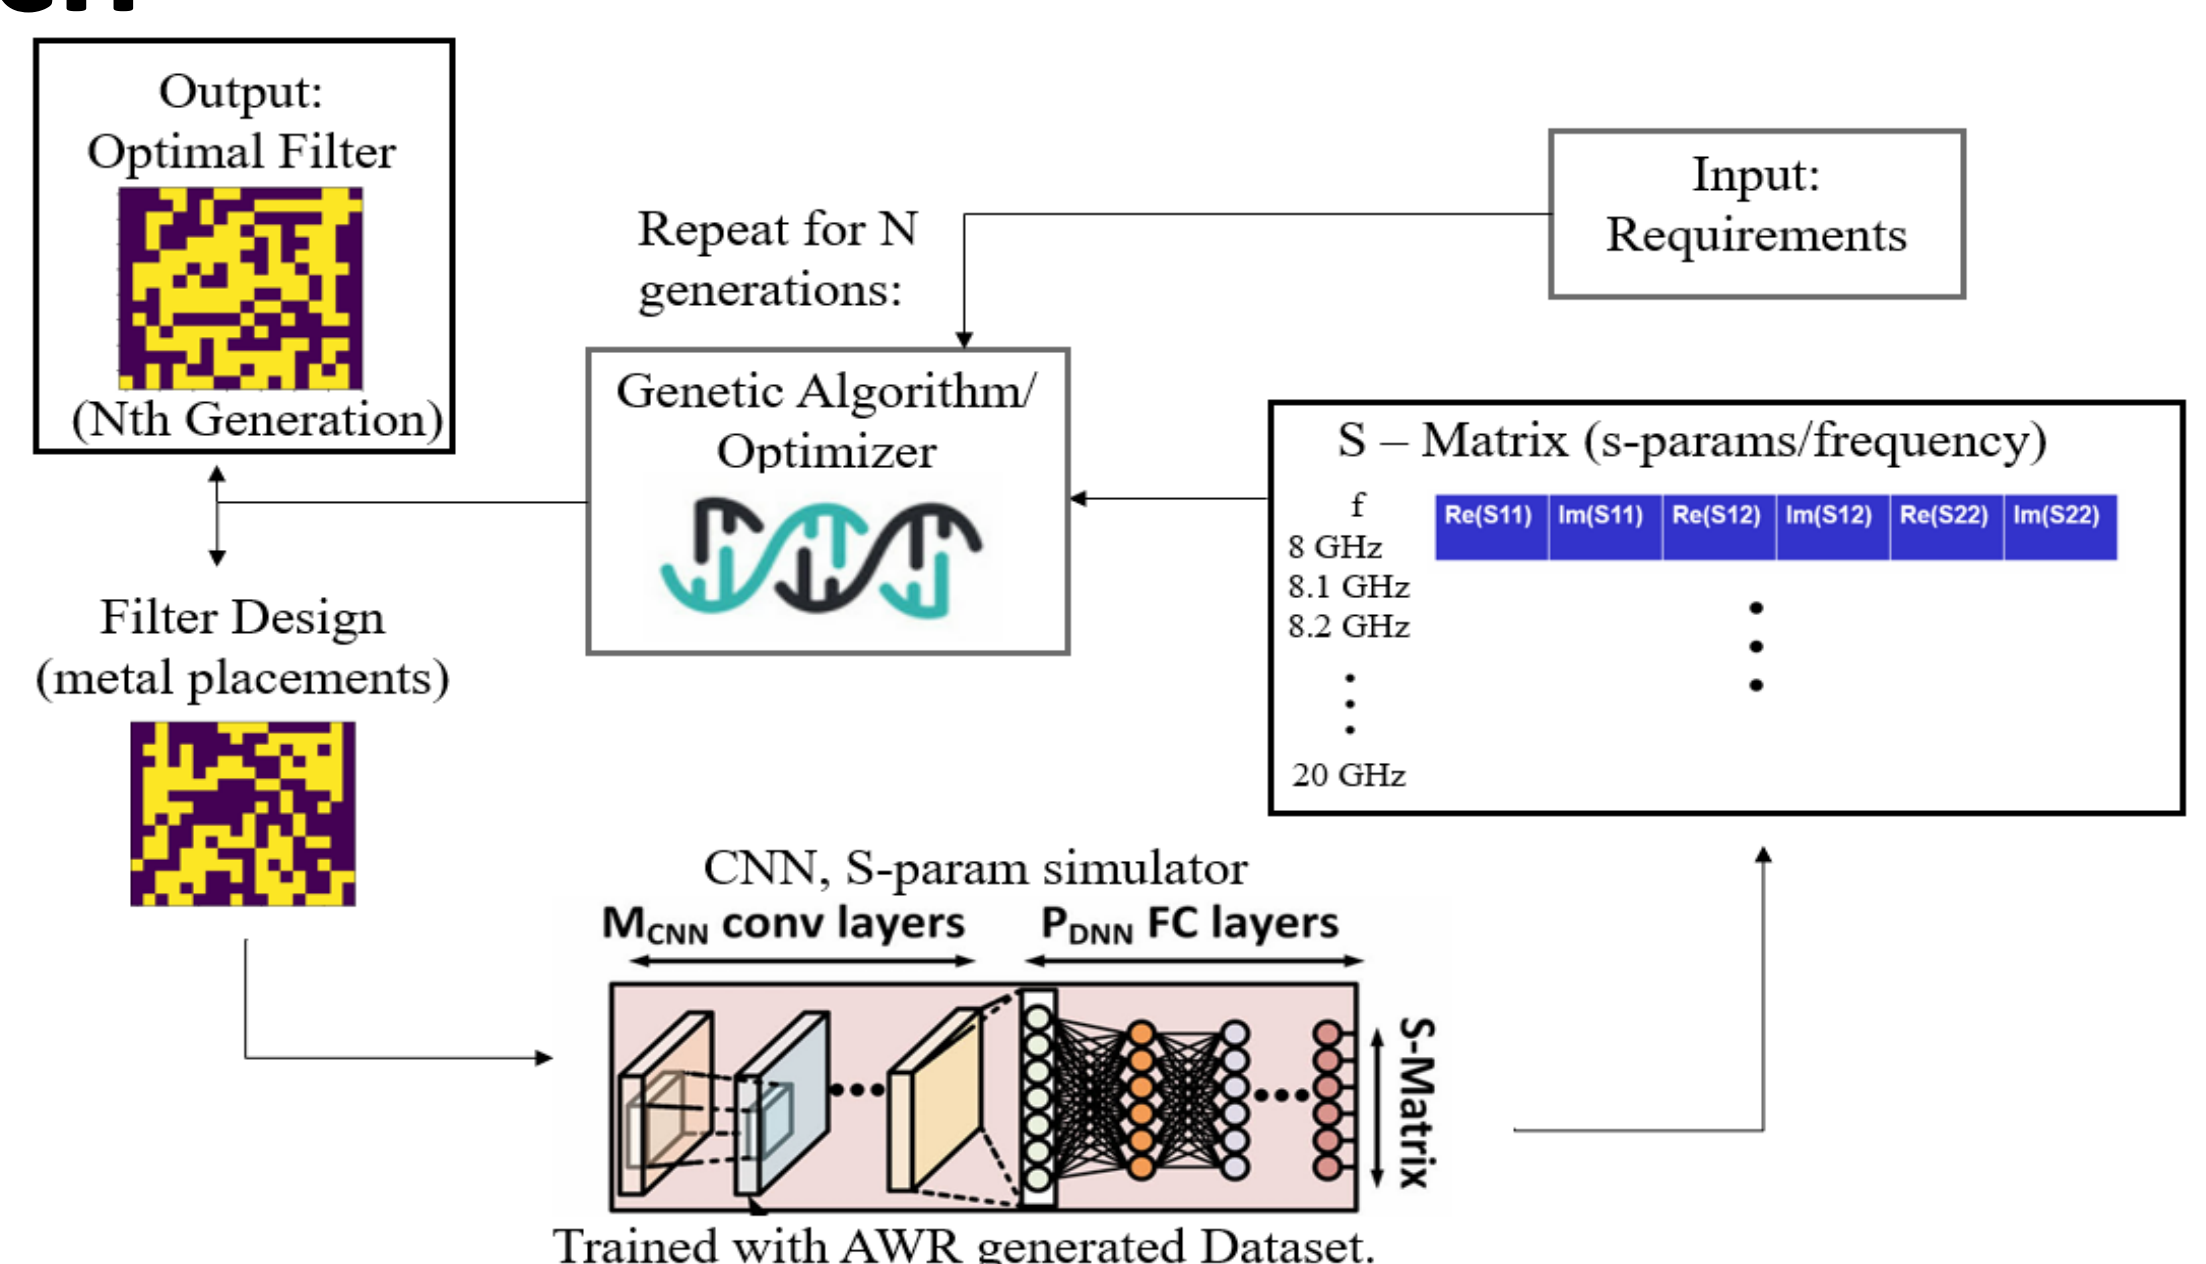 Output:
Optimal Filter
(Nth Generation)
Input:
Requirements
Repeat for N
generations:
Genetic Algorithm/
Optimizer
S – Matrix (s-params/frequency)
f
Re(S11) Im(S11) Re(S12) Im(S12) Re(S22) Im(S22)
8 GHz
8.1 GHz
8.2 GHz
20 GHz
Filter Design
(metal placements)
CNN, S-param simulator
MCNN conv layers PDNN FC layers
S-Matrix
Trained with AWR generated Dataset.